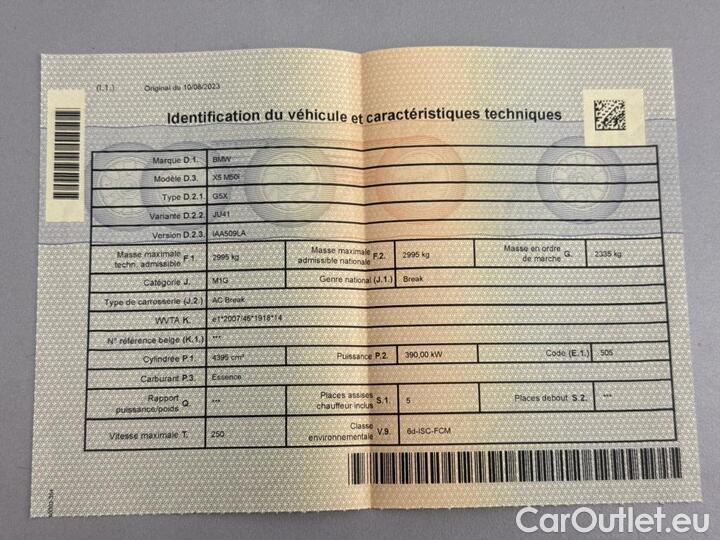 (I.1.) Original du 10/08/2023
Identification du véhicule et caractéristiques techniques
Marque D.1. BMW
Modèle D.3. X5 M50i
Type D.2.1. G5X
Variante D.2.2. JU41
Version D.2.3. IAA509LA
Masse maximale techn. admissible F.1. 2995 kg Masse maximale admissible nationale F.2. 2995 kg Masse en ordre de marche G. 2335 kg
Catégorie J. M1G Genre national (J.1.) Break
Type de carrosserie (J.2.) AC Break
WVTA K. e1*2007/46*1918*14
N° référence belge (K.1.) ***
Cylindrée P.1. 4395 cm³ Puissance P.2. 390,00 kW Code (E.1.) 505
Carburant P.3. Essence
Rapport puissance/poids Q. *** Places assises chauffeur inclus S.1. 5 Places debout S.2. ***
Vitesse maximale T. 250 Classe environnementale V.9. 6d-ISC-FCM
CarOutlet.eu